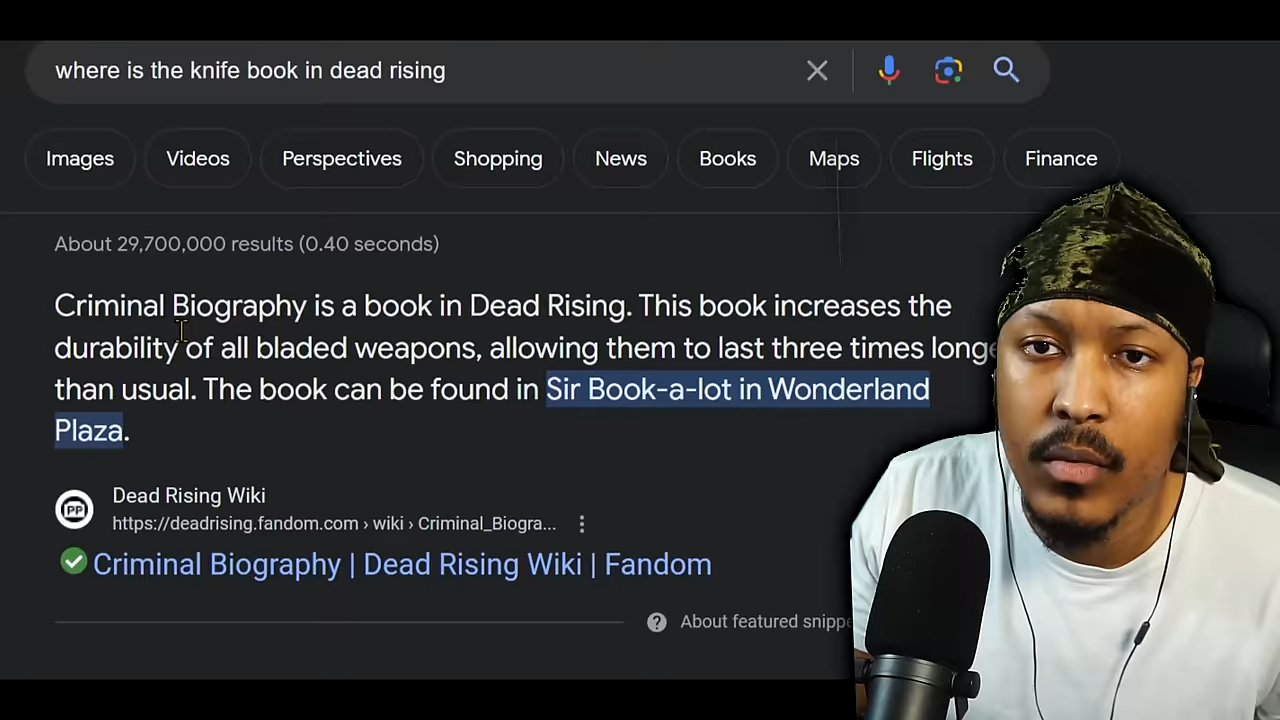 where is the knife book in dead rising
Images Videos Perspectives Shopping News Books Maps Flights Finance
About 29,700,000 results (0.40 seconds)
Criminal Biography is a book in Dead Rising. This book increases the
durability of all bladed weapons, allowing them to last three times longe
than usual. The book can be found in Sir Book-a-lot in Wonderland
Plaza.
Dead Rising Wiki
https://deadrising.fandom.com › wiki › Criminal_Biogra...
Criminal Biography | Dead Rising Wiki | Fandom
About featured snippe